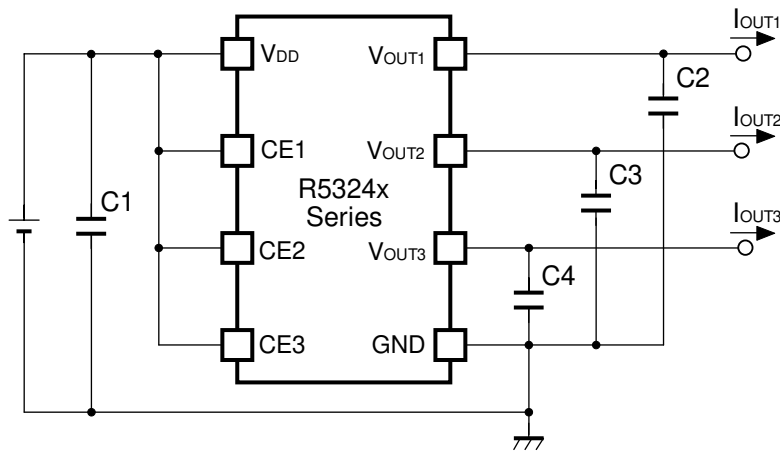 IOUT1
VDD
VOUT1
C2
IOUT2
CE1
VOUT2
C3
R5324x
Series
C1
IOUT3
CE2
VOUT3
C4
CE3
GND